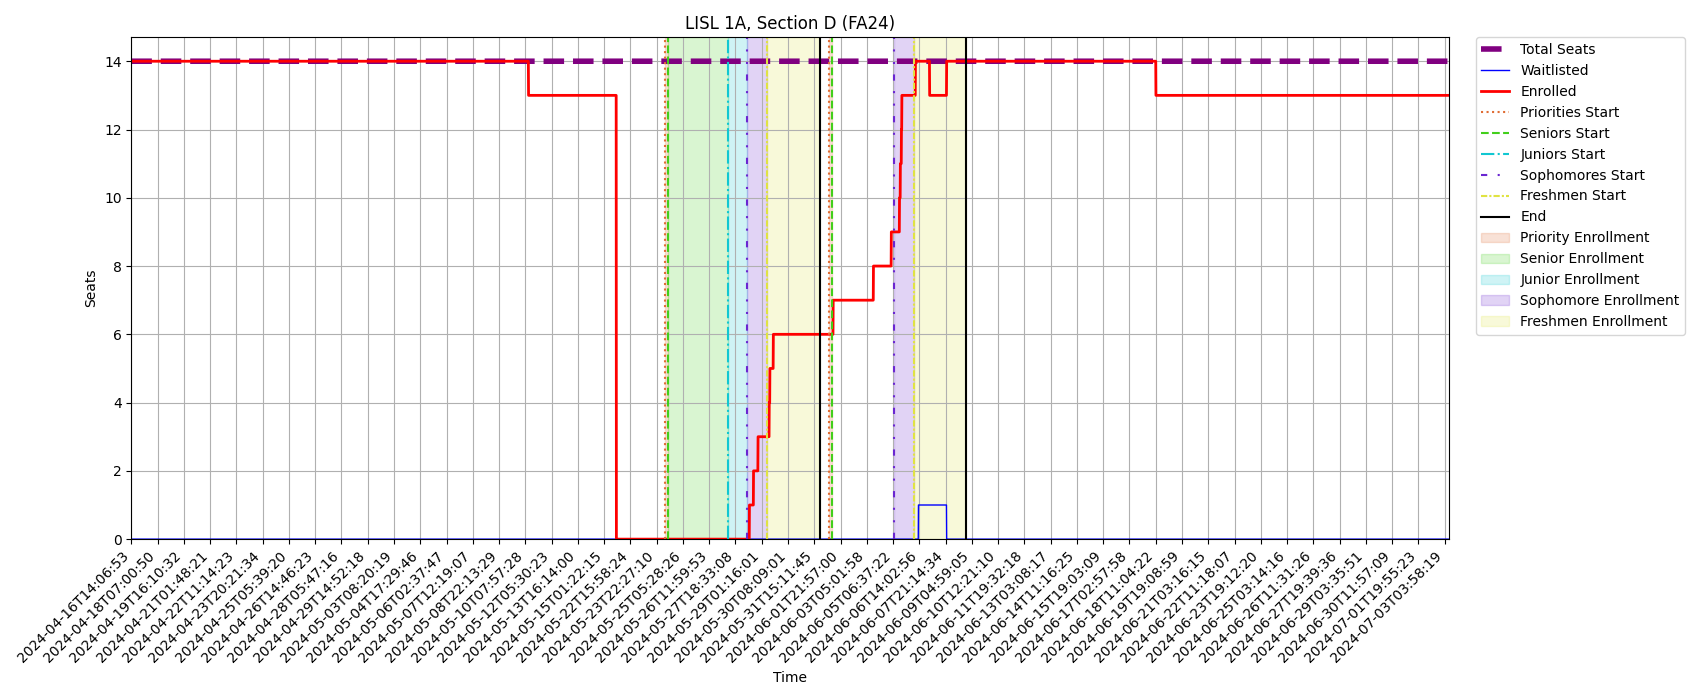 LISL 1A, Section D (FA24)
Total Seats
Waitlisted
Enrolled
Priorities Start
Seniors Start
Juniors Start
Sophomores Start
Freshmen Start
End
Priority Enrollment
Senior Enrollment
Junior Enrollment
Sophomore Enrollment
Freshmen Enrollment
Seats
14
12
10
8
6
4
2
0
2024-04-16T14:06:53
2024-04-18T07:00:50
2024-04-19T16:10:32
2024-04-21T01:48:21
2024-04-22T11:14:23
2024-04-23T20:21:34
2024-04-25T05:39:20
2024-04-26T14:46:23
2024-04-28T05:47:16
2024-04-29T14:52:18
2024-05-03T08:20:19
2024-05-04T17:29:46
2024-05-06T02:37:47
2024-05-07T12:19:07
2024-05-08T22:13:29
2024-05-10T07:57:28
2024-05-12T05:30:23
2024-05-13T16:14:00
2024-05-15T01:22:15
2024-05-22T15:58:24
2024-05-23T22:27:10
2024-05-25T05:28:26
2024-05-26T11:59:53
2024-05-27T18:33:08
2024-05-29T01:16:01
2024-05-30T08:09:01
2024-05-31T15:11:45
2024-06-01T21:57:00
2024-06-03T05:01:58
2024-06-05T06:37:22
2024-06-06T14:02:56
2024-06-07T21:14:34
2024-06-09T04:59:05
2024-06-10T12:21:10
2024-06-11T19:32:18
2024-06-13T03:08:17
2024-06-14T11:16:25
2024-06-15T19:03:09
2024-06-17T02:57:58
2024-06-18T11:04:22
2024-06-19T19:08:59
2024-06-21T03:16:15
2024-06-22T11:18:07
2024-06-23T19:12:20
2024-06-25T03:14:16
2024-06-26T11:31:26
2024-06-27T19:39:36
2024-06-29T03:35:51
2024-06-30T11:57:09
2024-07-01T19:55:23
2024-07-03T03:58:19
Time